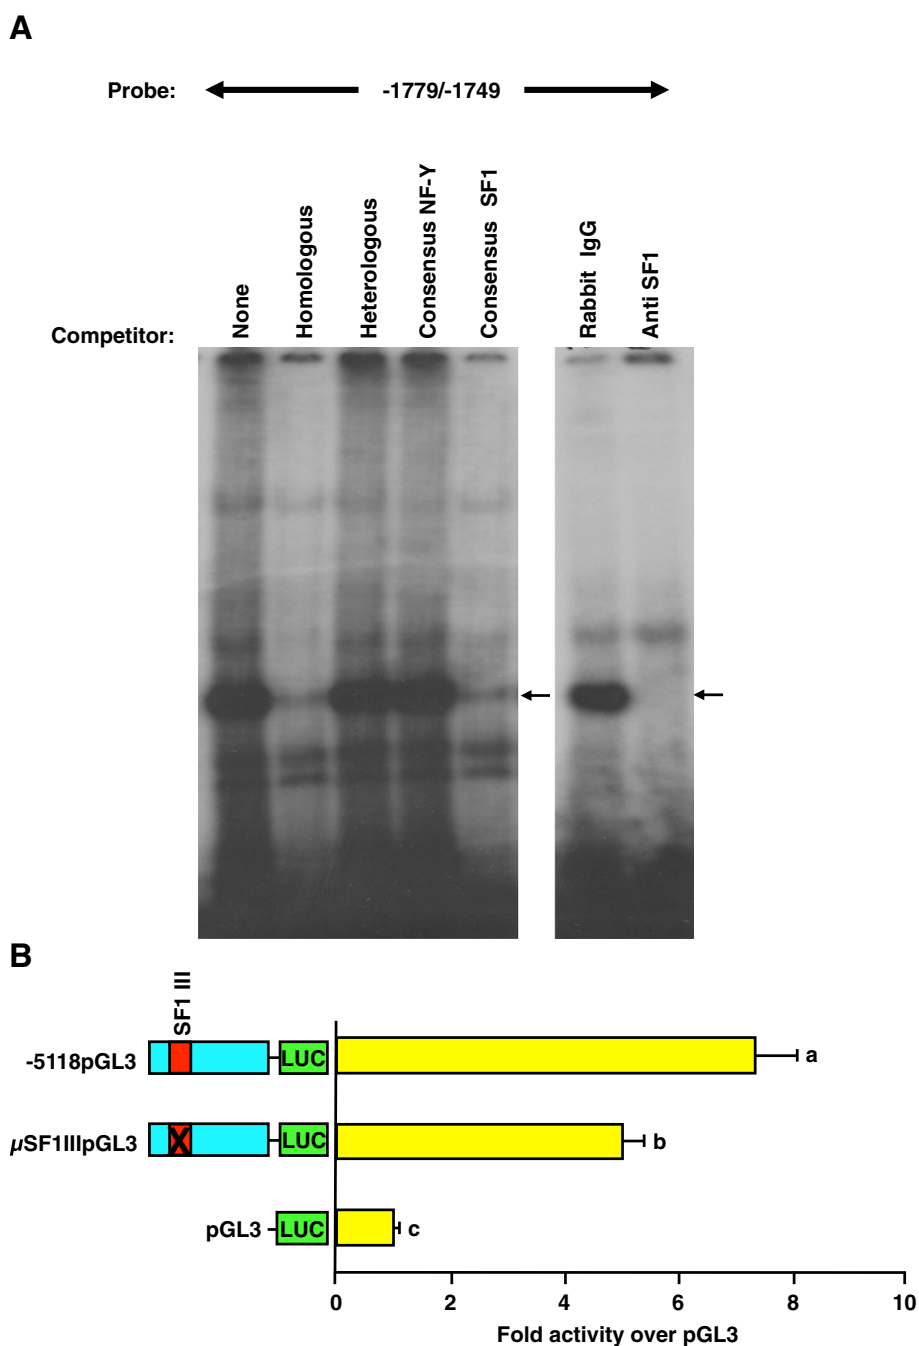 A
Probe: -1779/-1749
Competitor:
None
Homologous
Heterologous
Consensus NF-Y
Consensus SF1
Rabbit IgG
Anti SF1
B
SF1 III
-5118pGL3
LUC
a
µSF1IIIpGL3
X
LUC
b
pGL3
LUC
c
0 2 4 6 8 10
Fold activity over pGL3